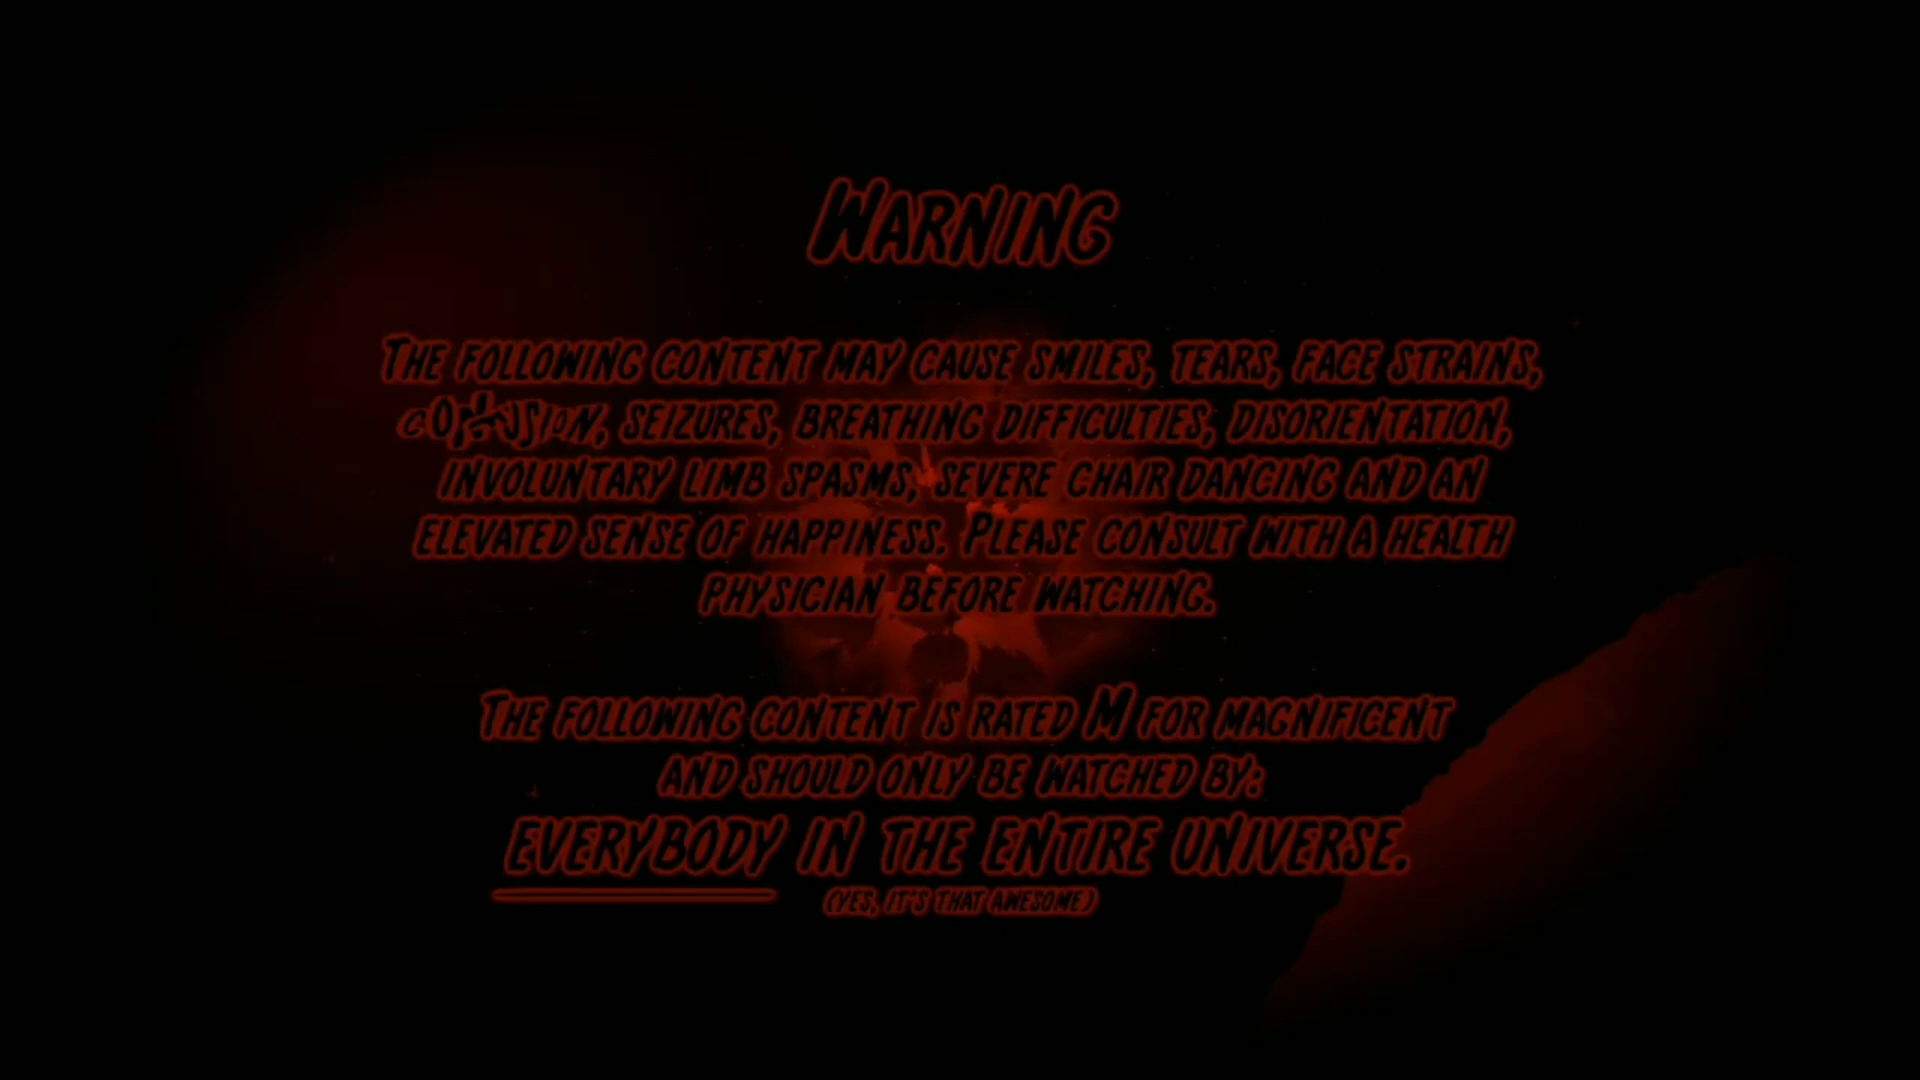 Warning
The following content may cause smiles, tears, face strains,
confusion, seizures, breathing difficulties, disorientation,
involuntary limb spasms, severe chair dancing and an
elevated sense of happiness. Please consult with a health
physician before watching.
The following content is rated M for magnificent
and should only be watched by:
everybody in the entire universe.
(yes, it's that awesome)